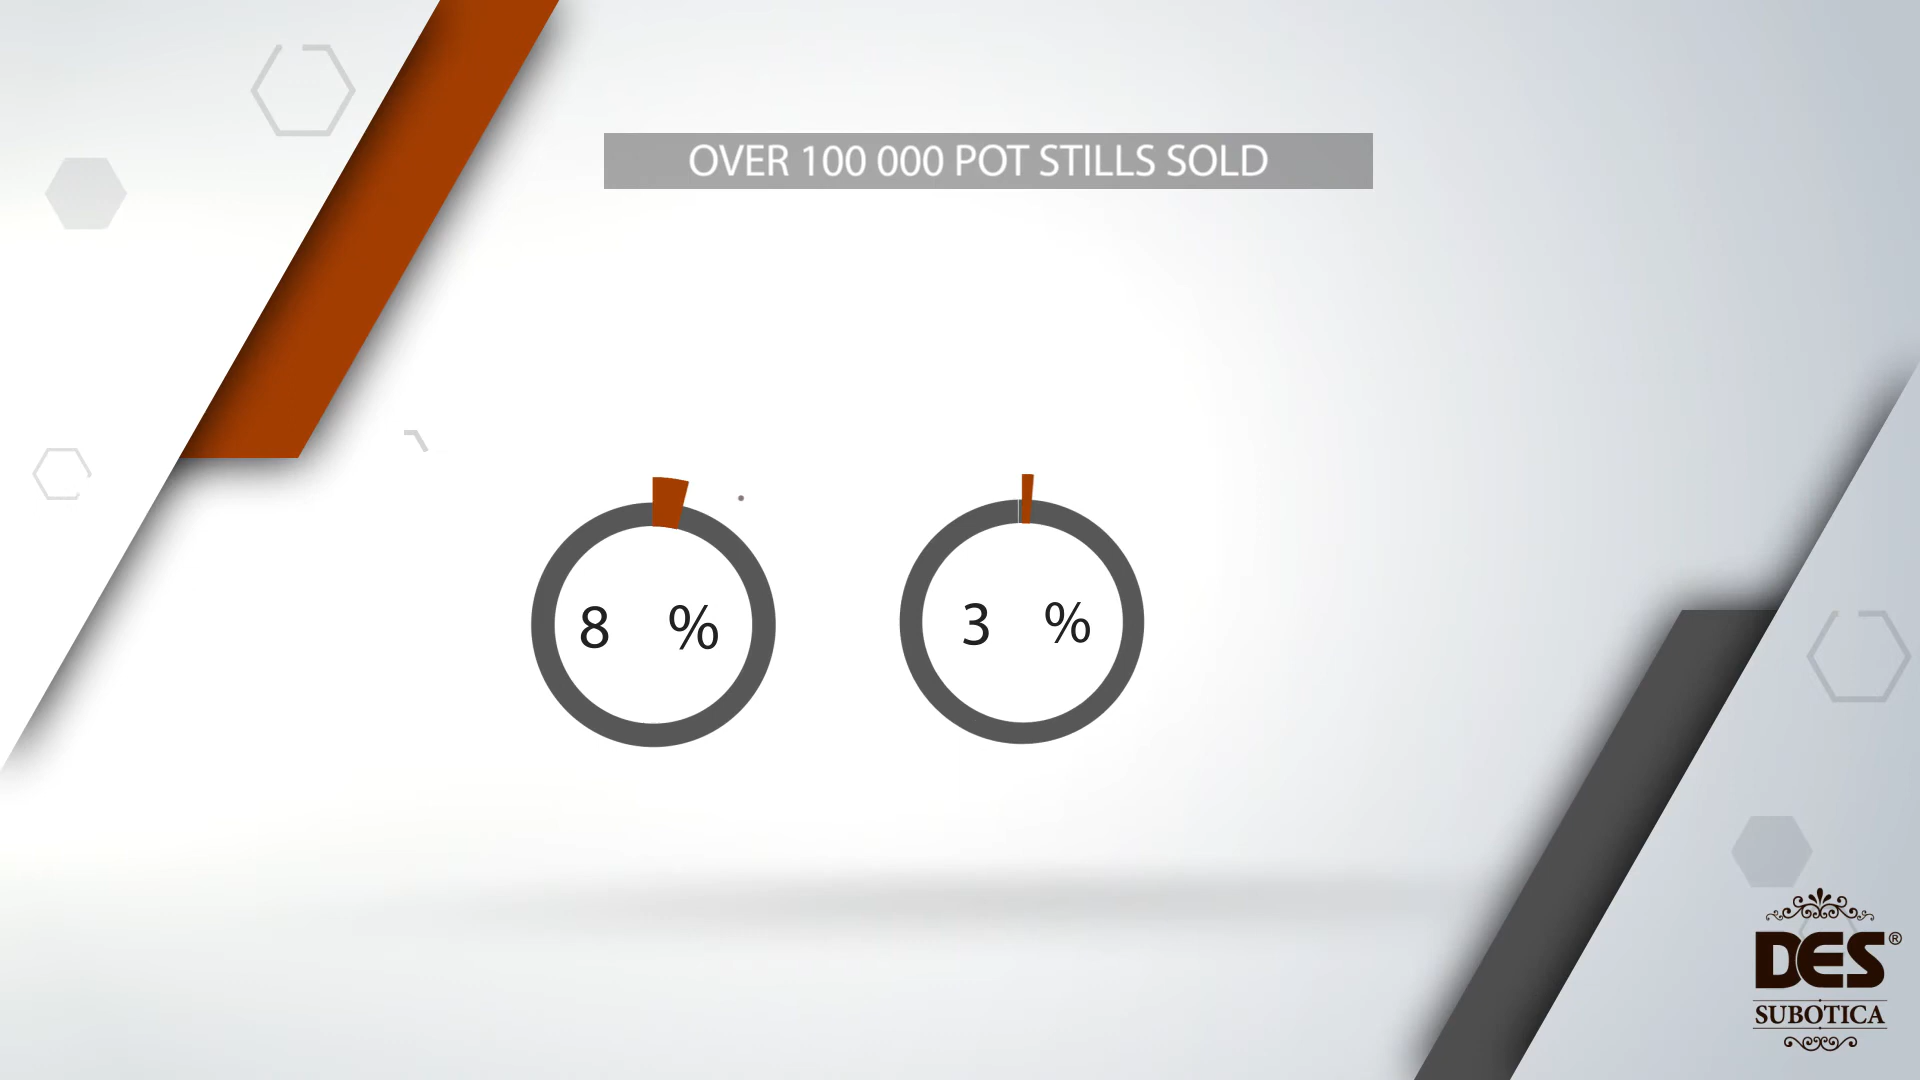 OVER 100 000 POT STILLS SOLD
8 %
3 %
DES®
SUBOTICA